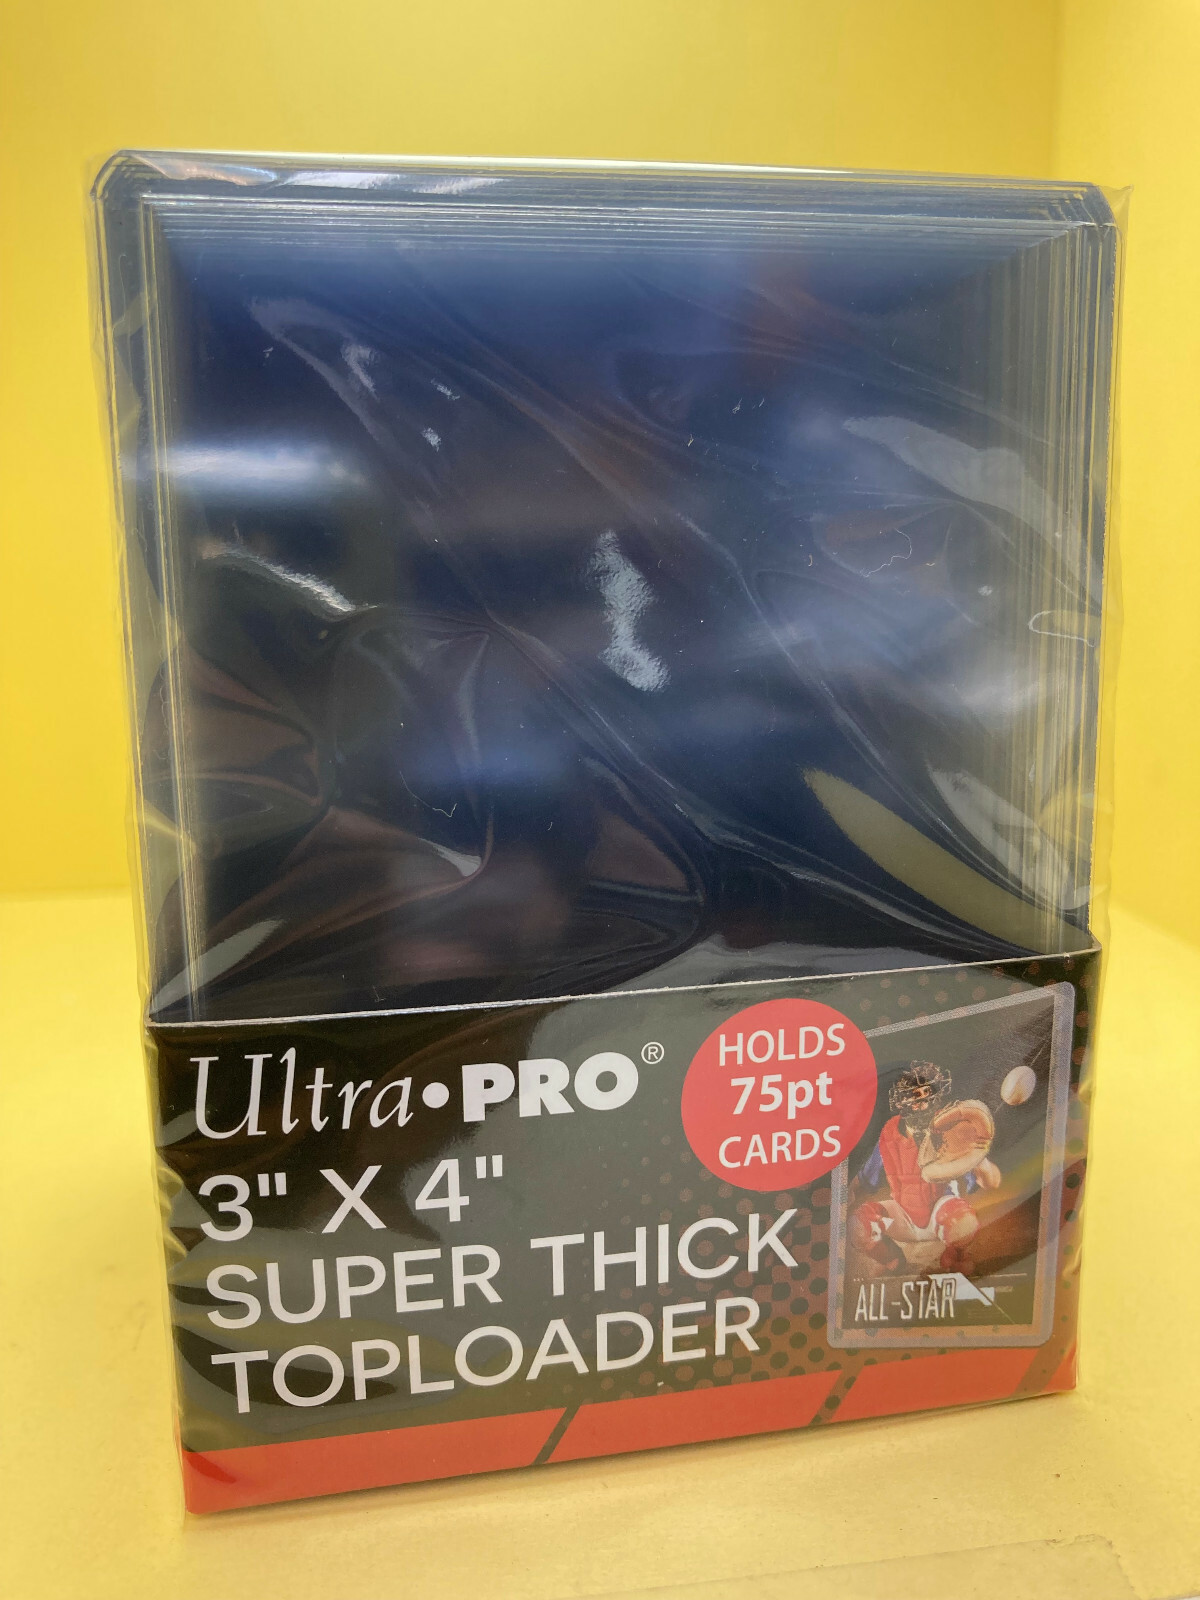 Ultra•PRO®
HOLDS
75pt
CARDS
3" X 4"
SUPER THICK
TOPLOADER
ALL-STAR